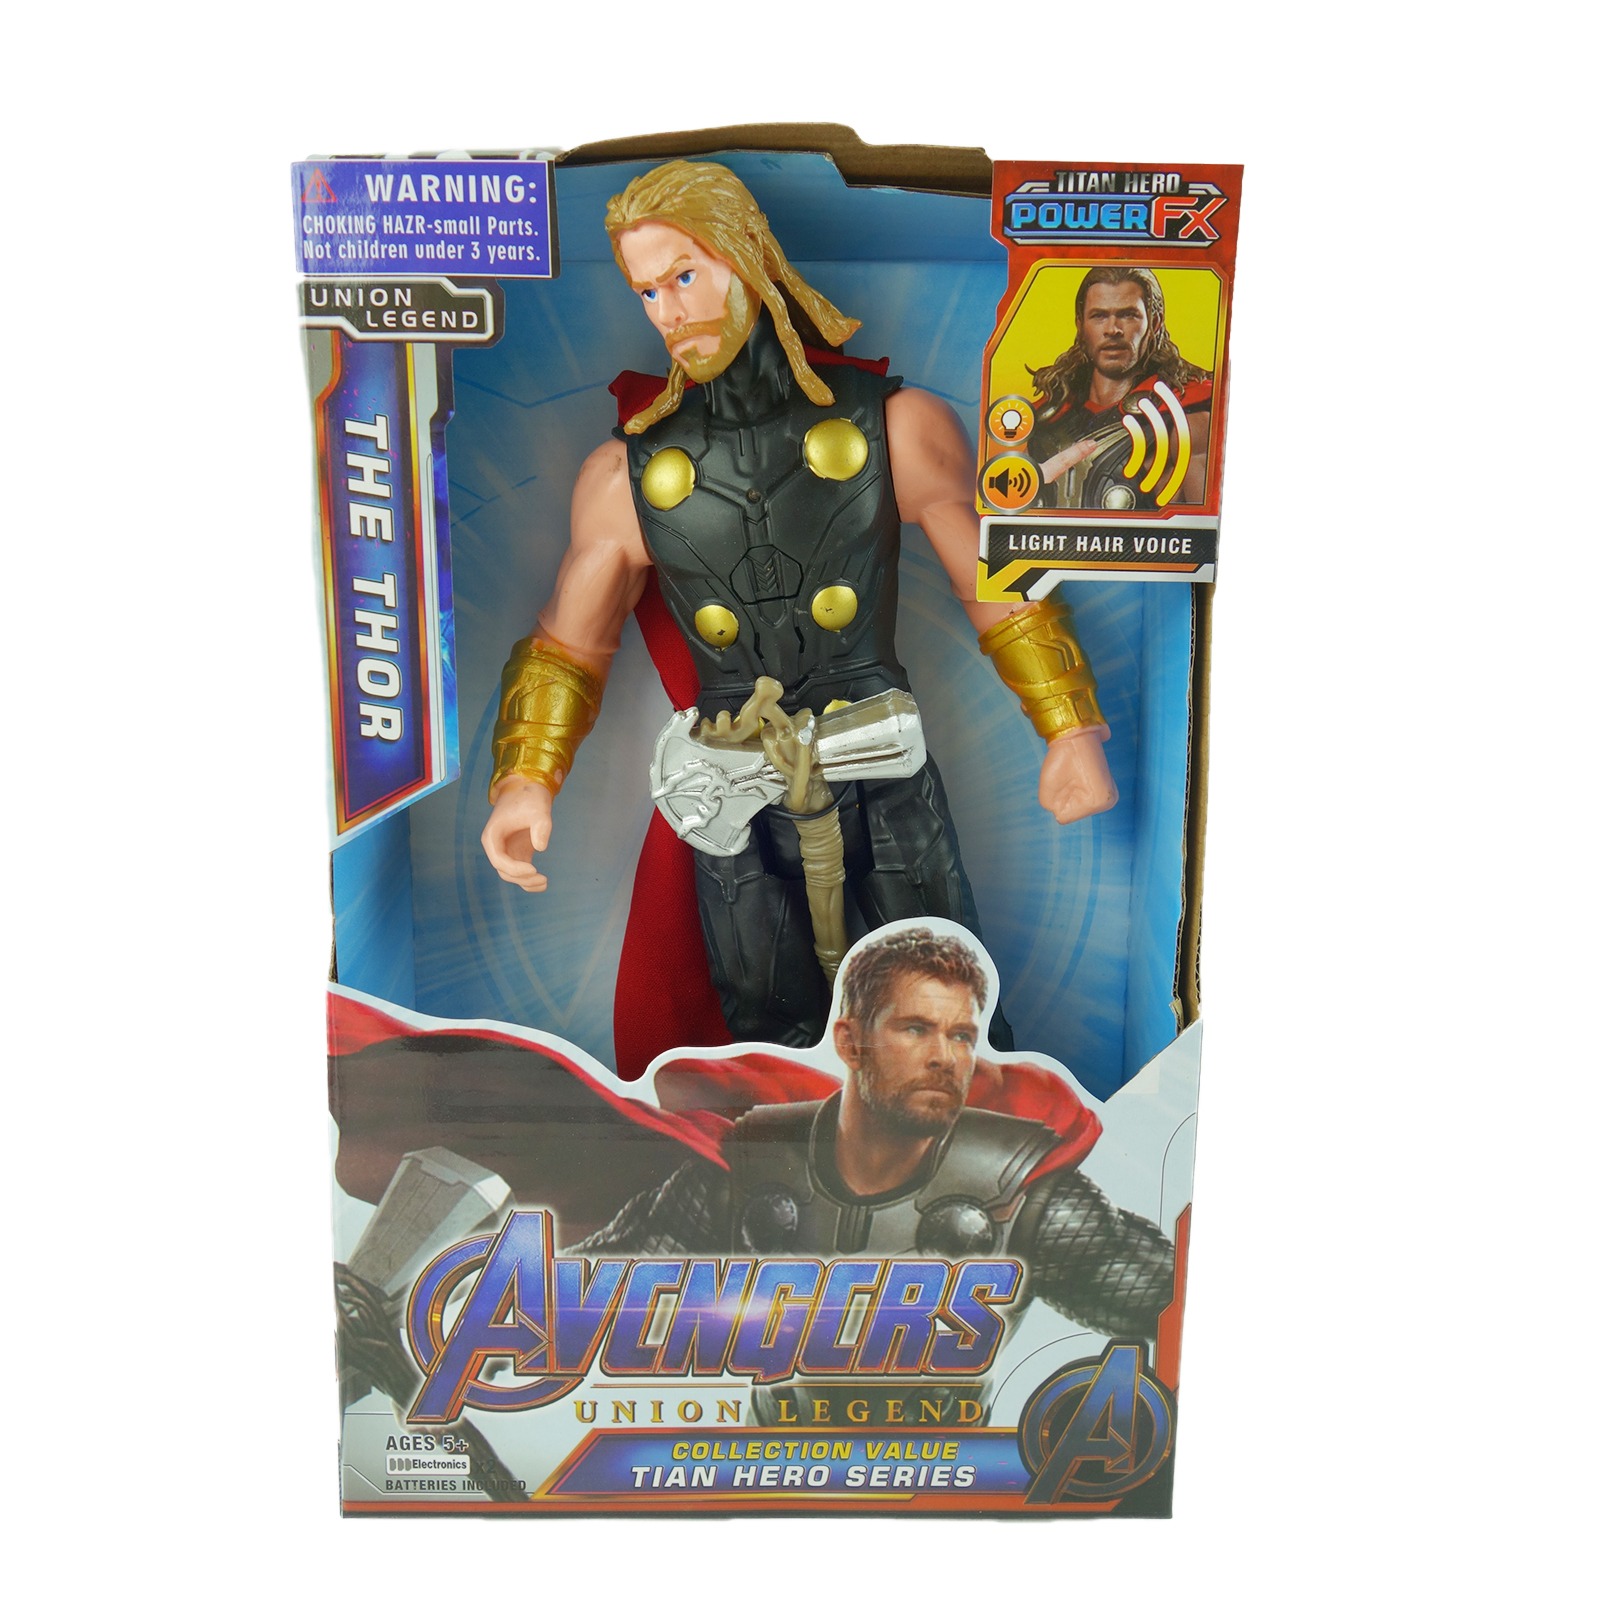 WARNING:
CHOKING HAZR-small Parts.
Not children under 3 years.
UNION
LEGEND
THE THOR
TITAN HERO
POWER FX
LIGHT HAIR VOICE
AVENGERS
UNION LEGEND
COLLECTION VALUE
TIAN HERO SERIES
AGES 5+
Electronics x2
BATTERIES INCLUDED